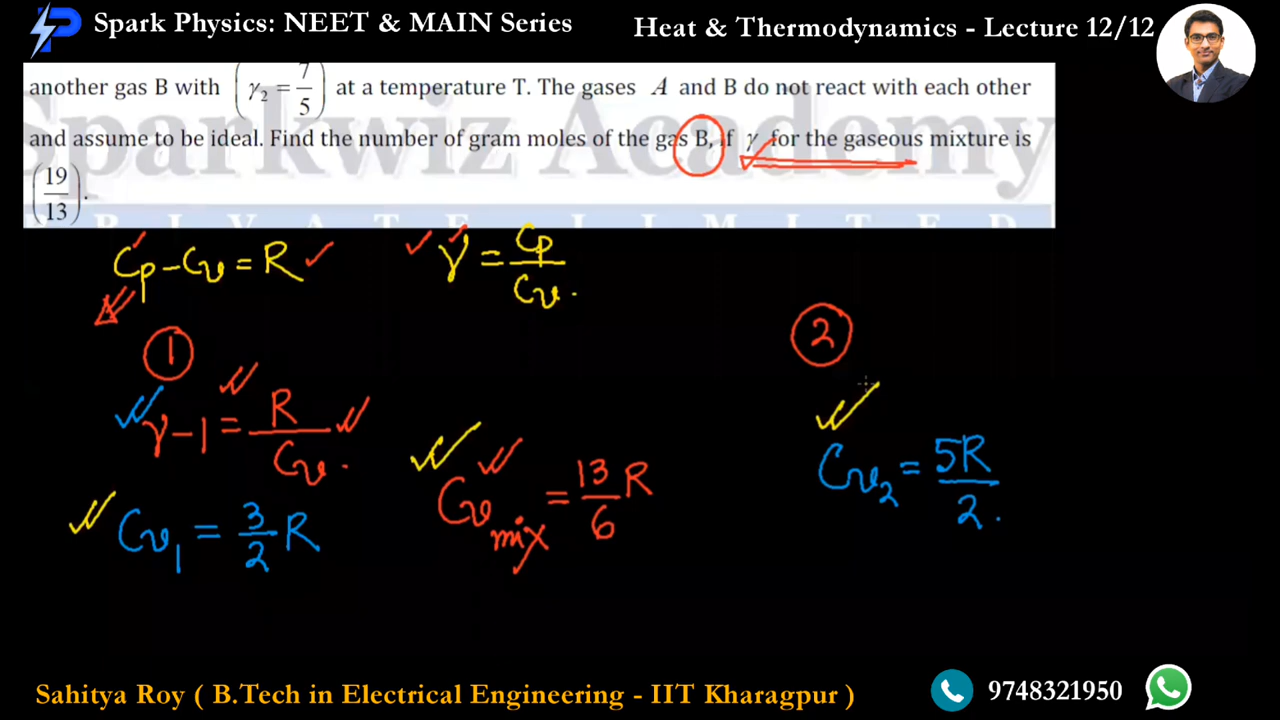 Spark Physics: NEET & MAIN Series
Heat & Thermodynamics - Lecture 12/12
another gas B with (γ₂ = 7/5) at a temperature T. The gases A and B do not react with each other
and assume to be ideal. Find the number of gram moles of the gas B, if γ for the gaseous mixture is
(19/13).
Sparkwiz Academy
PRIVATE LIMITED
Cp - Cv = R
γ = Cp/Cv.
1
2
γ - 1 = R/Cv.
Cv₁ = 3/2 R
Cv mix = 13/6 R
Cv₂ = 5R/2.
Sahitya Roy ( B.Tech in Electrical Engineering - IIT Kharagpur )
9748321950